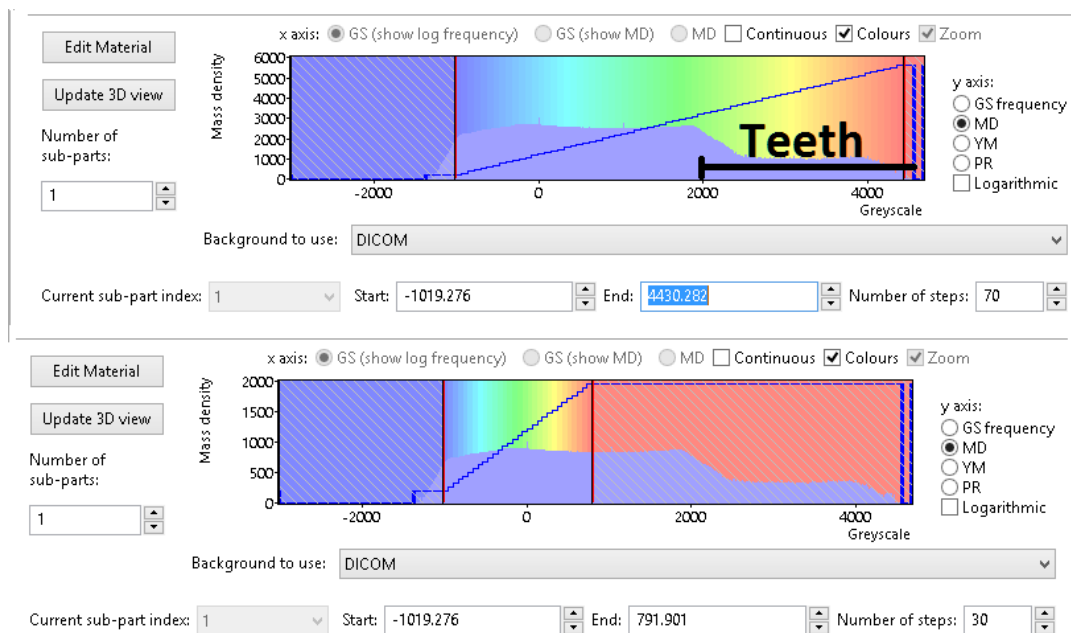 x axis: GS (show log frequency) GS (show MD) MD Continuous Colours Zoom
Edit Material
Update 3D view
Number of
sub-parts:
1
Mass density
6000
5000
4000
3000
2000
1000
0
-2000 0 2000 4000
Greyscale
Teeth
y axis:
GS frequency
MD
YM
PR
Logarithmic
Background to use: DICOM
Current sub-part index: 1 Start: -1019.276 End: 4430.282 Number of steps: 70
x axis: GS (show log frequency) GS (show MD) MD Continuous Colours Zoom
Edit Material
Update 3D view
Number of
sub-parts:
1
Mass density
2000
1500
1000
500
0
-2000 0 2000 4000
Greyscale
y axis:
GS frequency
MD
YM
PR
Logarithmic
Background to use: DICOM
Current sub-part index: 1 Start: -1019.276 End: 791.901 Number of steps: 30